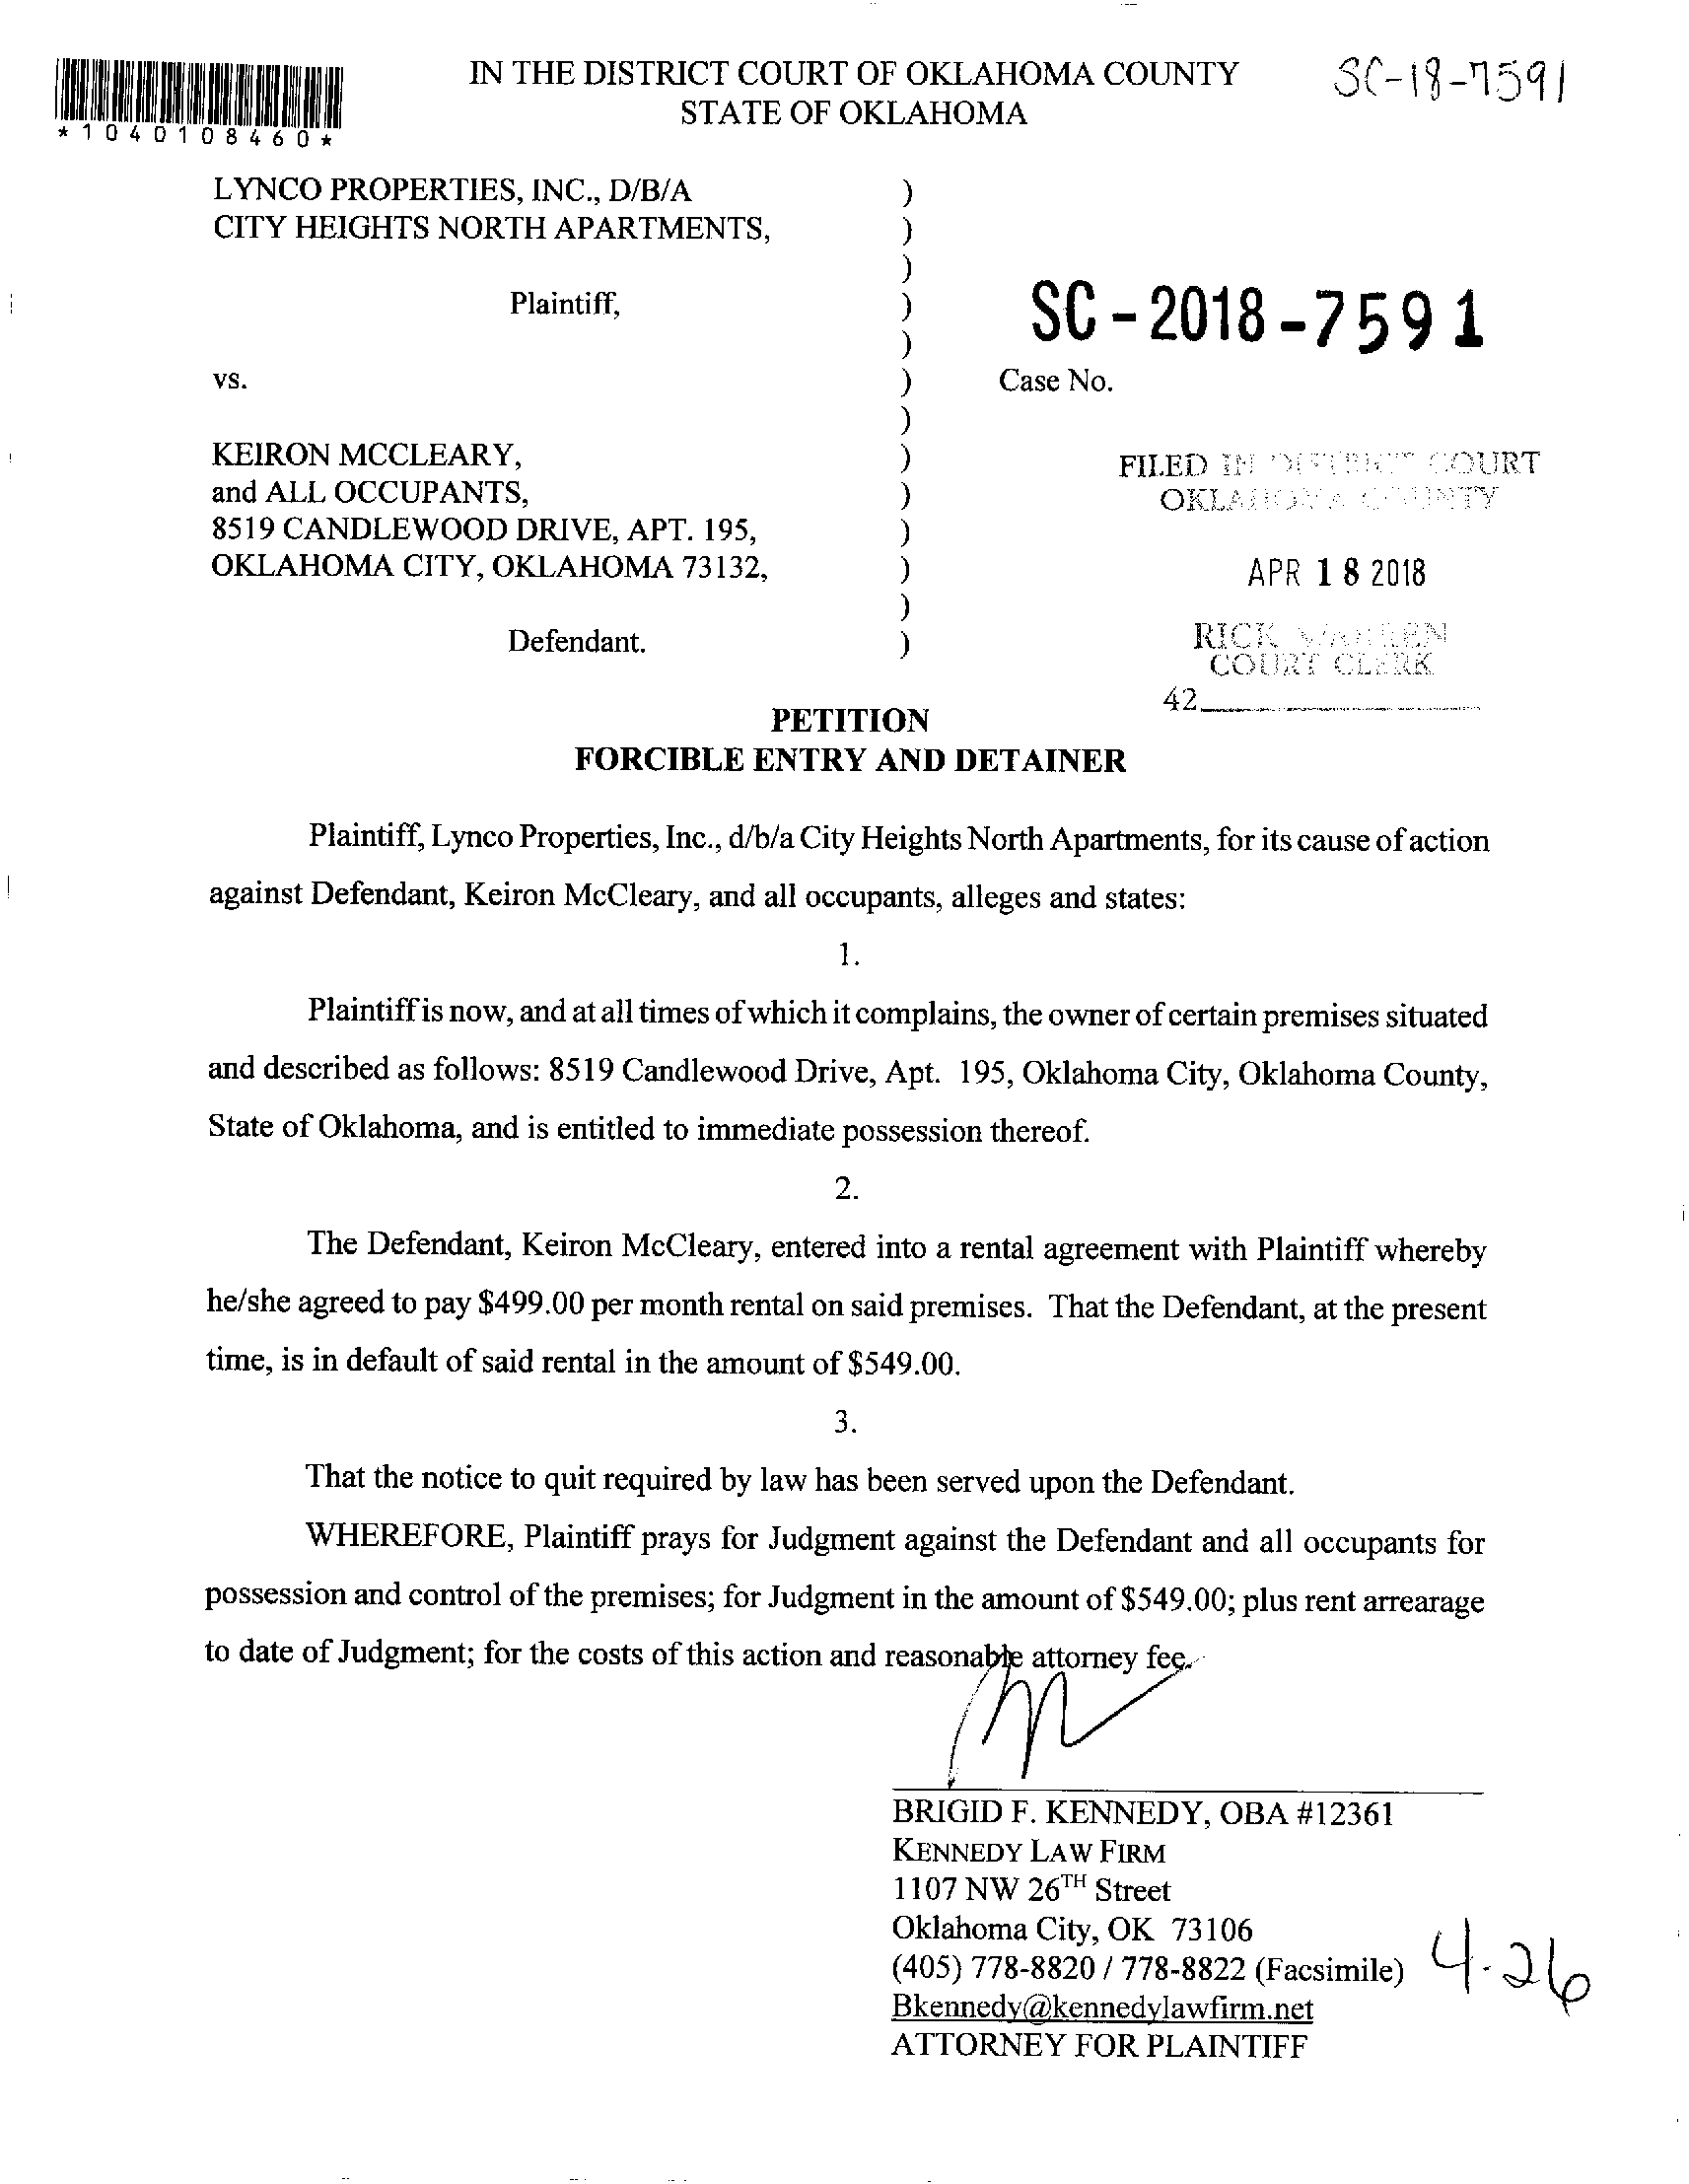 IN THE DISTRICT COURT OF OKLAHOMA COUNTY
STATE OF OKLAHOMA
SC-18-7591
*1040108460*
LYNCO PROPERTIES, INC., D/B/A )
CITY HEIGHTS NORTH APARTMENTS, )
)
Plaintiff, )
SC-2018-7591
)
vs. ) Case No.
)
KEIRON MCCLEARY, )
and ALL OCCUPANTS, )
8519 CANDLEWOOD DRIVE, APT. 195, )
OKLAHOMA CITY, OKLAHOMA 73132, )
)
Defendant. )
FILED IN DISTRICT COURT
OKLAHOMA COUNTY
APR 18 2018
RICK WARREN
COURT CLERK
42
PETITION
FORCIBLE ENTRY AND DETAINER
Plaintiff, Lynco Properties, Inc., d/b/a City Heights North Apartments, for its cause of action
against Defendant, Keiron McCleary, and all occupants, alleges and states:
1.
Plaintiff is now, and at all times of which it complains, the owner of certain premises situated
and described as follows: 8519 Candlewood Drive, Apt. 195, Oklahoma City, Oklahoma County,
State of Oklahoma, and is entitled to immediate possession thereof.
2.
The Defendant, Keiron McCleary, entered into a rental agreement with Plaintiff whereby
he/she agreed to pay $499.00 per month rental on said premises. That the Defendant, at the present
time, is in default of said rental in the amount of $549.00.
3.
That the notice to quit required by law has been served upon the Defendant.
WHEREFORE, Plaintiff prays for Judgment against the Defendant and all occupants for
possession and control of the premises; for Judgment in the amount of $549.00; plus rent arrearage
to date of Judgment; for the costs of this action and reasonable attorney fee.
BRIGID F. KENNEDY, OBA #12361
KENNEDY LAW FIRM
1107 NW 26TH Street
Oklahoma City, OK 73106
(405) 778-8820 / 778-8822 (Facsimile)
4-26
Bkennedy@kennedylawfirm.net
ATTORNEY FOR PLAINTIFF